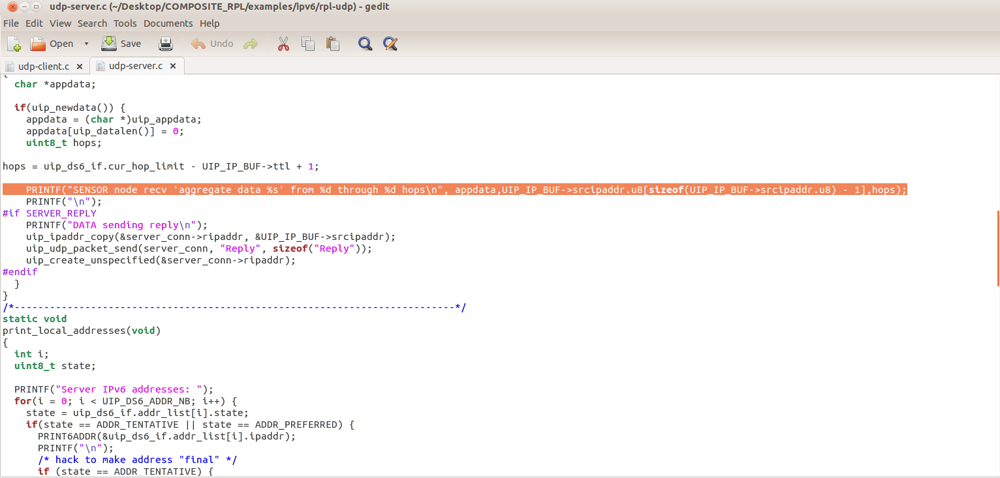 udp-server.c (~/Desktop/COMPOSITE_RPL/examples/ipv6/rpl-udp) - gedit
File Edit View Search Tools Documents Help
Open Save Undo
udp-client.c × udp-server.c ×
{
  char *appdata;

  if(uip_newdata()) {
    appdata = (char *)uip_appdata;
    appdata[uip_datalen()] = 0;
    uint8_t hops;

hops = uip_ds6_if.cur_hop_limit - UIP_IP_BUF->ttl + 1;

    PRINTF("SENSOR node recv 'aggregate data %s' from %d through %d hops\n", appdata,UIP_IP_BUF->srcipaddr.u8[sizeof(UIP_IP_BUF->srcipaddr.u8) - 1],hops);
    PRINTF("\n");
#if SERVER_REPLY
    PRINTF("DATA sending reply\n");
    uip_ipaddr_copy(&server_conn->ripaddr, &UIP_IP_BUF->srcipaddr);
    uip_udp_packet_send(server_conn, "Reply", sizeof("Reply"));
    uip_create_unspecified(&server_conn->ripaddr);
#endif
  }
}
/*---------------------------------------------------------------------------*/
static void
print_local_addresses(void)
{
  int i;
  uint8_t state;

  PRINTF("Server IPv6 addresses: ");
  for(i = 0; i < UIP_DS6_ADDR_NB; i++) {
    state = uip_ds6_if.addr_list[i].state;
    if(state == ADDR_TENTATIVE || state == ADDR_PREFERRED) {
      PRINT6ADDR(&uip_ds6_if.addr_list[i].ipaddr);
      PRINTF("\n");
      /* hack to make address "final" */
      if (state == ADDR_TENTATIVE) {